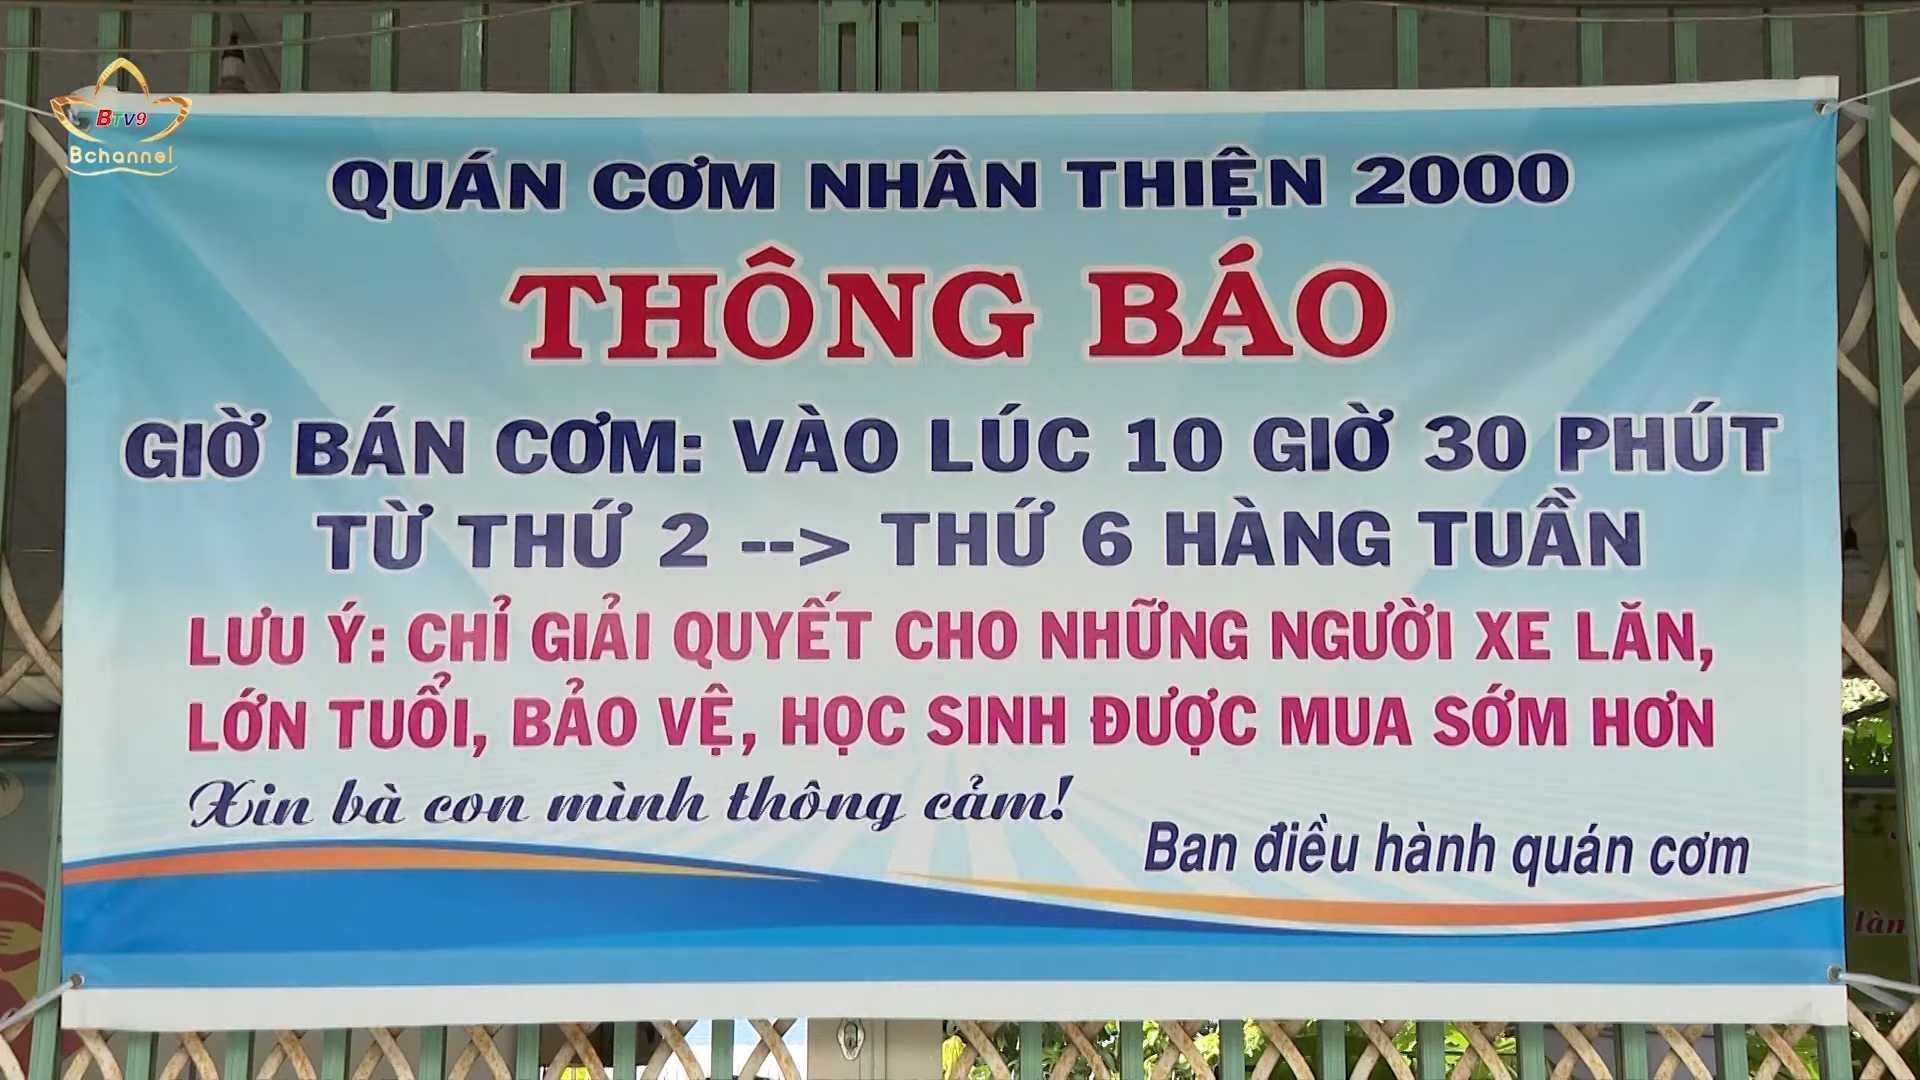 BTV9
Bchannel
QUÁN CƠM NHÂN THIỆN 2000
THÔNG BÁO
GIỜ BÁN CƠM: VÀO LÚC 10 GIỜ 30 PHÚT
TỪ THỨ 2 --> THỨ 6 HÀNG TUẦN
LƯU Ý: CHỈ GIẢI QUYẾT CHO NHỮNG NGƯỜI XE LĂN,
LỚN TUỔI, BẢO VỆ, HỌC SINH ĐƯỢC MUA SỚM HƠN
Xin bà con mình thông cảm!
Ban điều hành quán cơm
làm